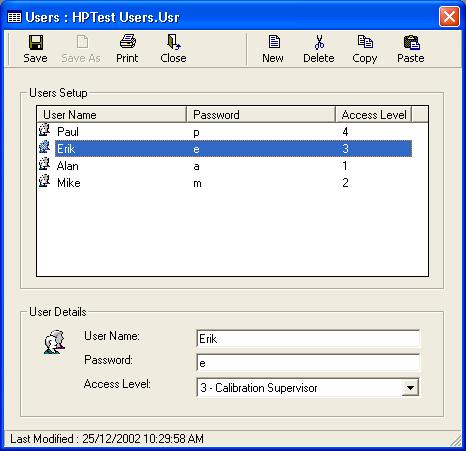 Users : HPTest Users.Usr
Save Save As Print Close New Delete Copy Paste
Users Setup
User Name Password Access Level
Paul p 4
Erik e 3
Alan a 1
Mike m 2
User Details
User Name: Erik
Password: e
Access Level: 3 - Calibration Supervisor
Last Modified : 25/12/2002 10:29:58 AM